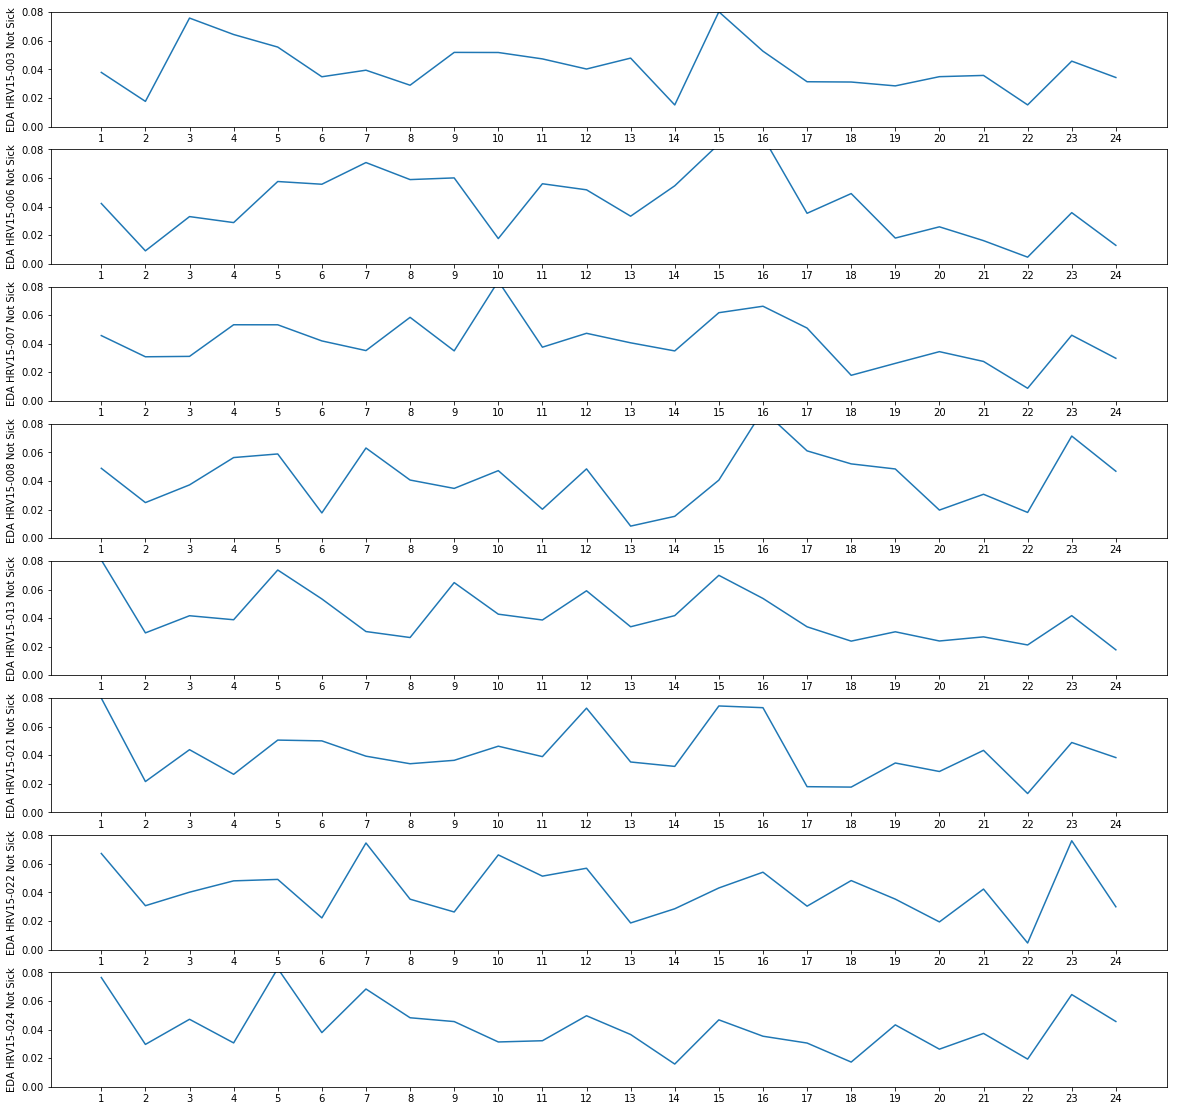 EDA HRV15-003 Not Sick
0.08
0.06
0.04
0.02
0.00
1 2 3 4 5 6 7 8 9 10 11 12 13 14 15 16 17 18 19 20 21 22 23 24
EDA HRV15-006 Not Sick
0.08
0.06
0.04
0.02
0.00
1 2 3 4 5 6 7 8 9 10 11 12 13 14 15 16 17 18 19 20 21 22 23 24
EDA HRV15-007 Not Sick
0.08
0.06
0.04
0.02
0.00
1 2 3 4 5 6 7 8 9 10 11 12 13 14 15 16 17 18 19 20 21 22 23 24
EDA HRV15-008 Not Sick
0.08
0.06
0.04
0.02
0.00
1 2 3 4 5 6 7 8 9 10 11 12 13 14 15 16 17 18 19 20 21 22 23 24
EDA HRV15-013 Not Sick
0.08
0.06
0.04
0.02
0.00
1 2 3 4 5 6 7 8 9 10 11 12 13 14 15 16 17 18 19 20 21 22 23 24
EDA HRV15-021 Not Sick
0.08
0.06
0.04
0.02
0.00
1 2 3 4 5 6 7 8 9 10 11 12 13 14 15 16 17 18 19 20 21 22 23 24
EDA HRV15-022 Not Sick
0.08
0.06
0.04
0.02
0.00
1 2 3 4 5 6 7 8 9 10 11 12 13 14 15 16 17 18 19 20 21 22 23 24
EDA HRV15-024 Not Sick
0.08
0.06
0.04
0.02
0.00
1 2 3 4 5 6 7 8 9 10 11 12 13 14 15 16 17 18 19 20 21 22 23 24